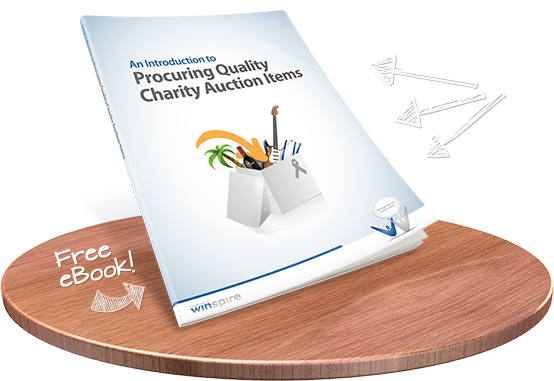 An Introduction to
Procuring Quality
Charity Auction Items
Free
eBook!
winspire